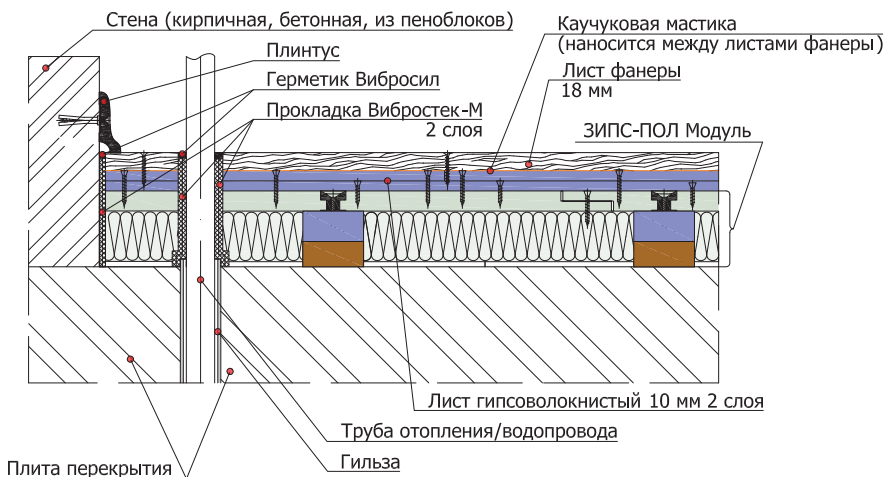 Стена (кирпичная, бетонная, из пеноблоков)
Плинтус
Герметик Вибросил
Прокладка Вибростек-М
2 слоя
Каучуковая мастика
(наносится между листами фанеры)
Лист фанеры
18 мм
ЗИПС-ПОЛ Модуль
Лист гипсоволокнистый 10 мм 2 слоя
Труба отопления/водопровода
Гильза
Плита перекрытия